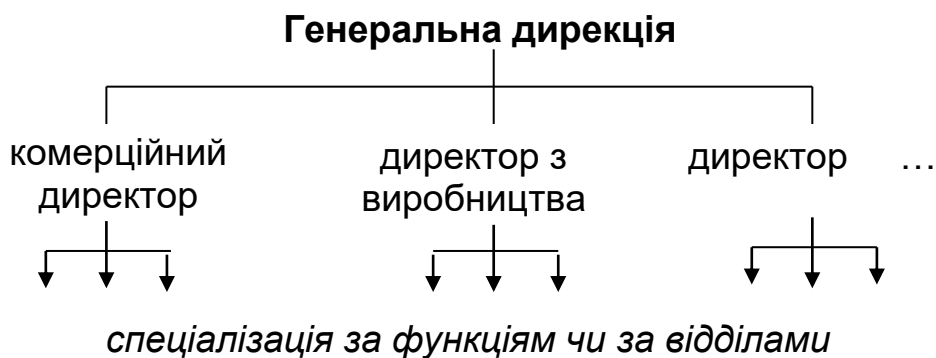 Генеральна дирекція
комерційний
директор
директор з
виробництва
директор ...
спеціалізація за функціям чи за відділами